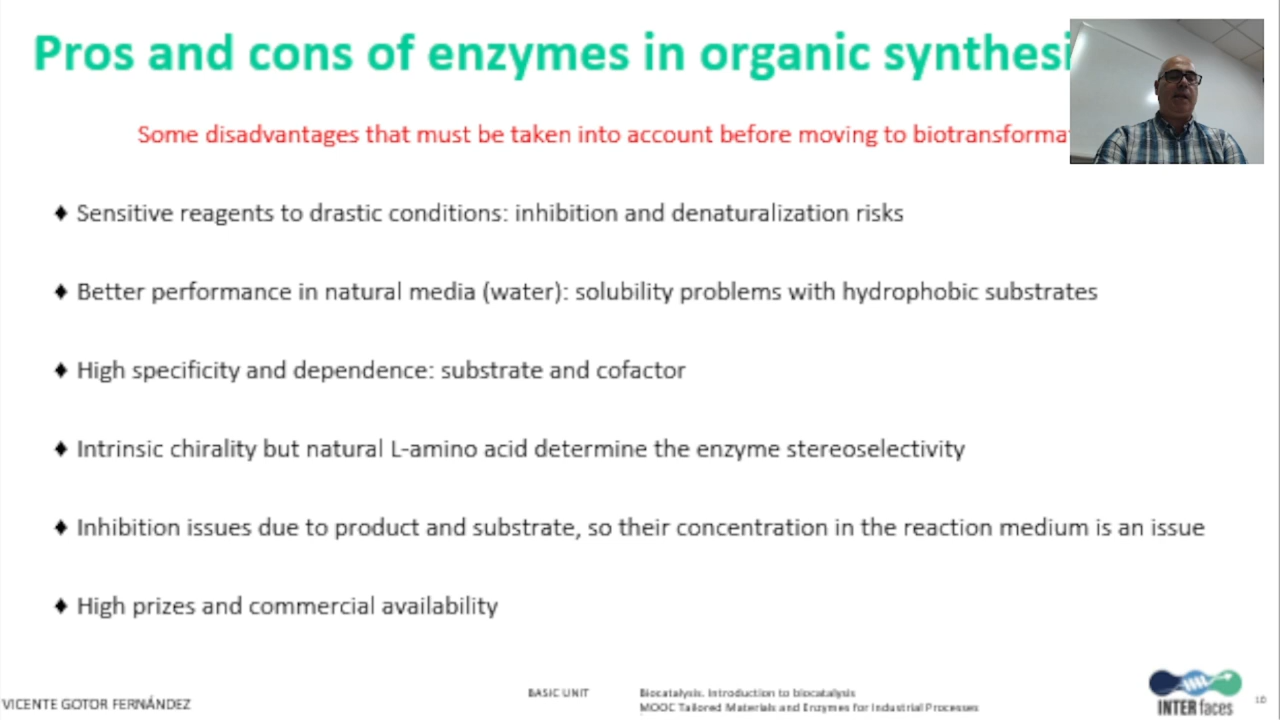 Pros and cons of enzymes in organic synthesi
Some disadvantages that must be taken into account before moving to biotransforma
♦ Sensitive reagents to drastic conditions: inhibition and denaturalization risks
♦ Better performance in natural media (water): solubility problems with hydrophobic substrates
♦ High specificity and dependence: substrate and cofactor
♦ Intrinsic chirality but natural L-amino acid determine the enzyme stereoselectivity
♦ Inhibition issues due to product and substrate, so their concentration in the reaction medium is an issue
♦ High prizes and commercial availability
VICENTE GOTOR FERNÁNDEZ
BASIC UNIT
Biocatalysis. Introduction to biocatalysis
MOOC Tailored Materials and Enzymes for Industrial Processes
INTERfaces
10